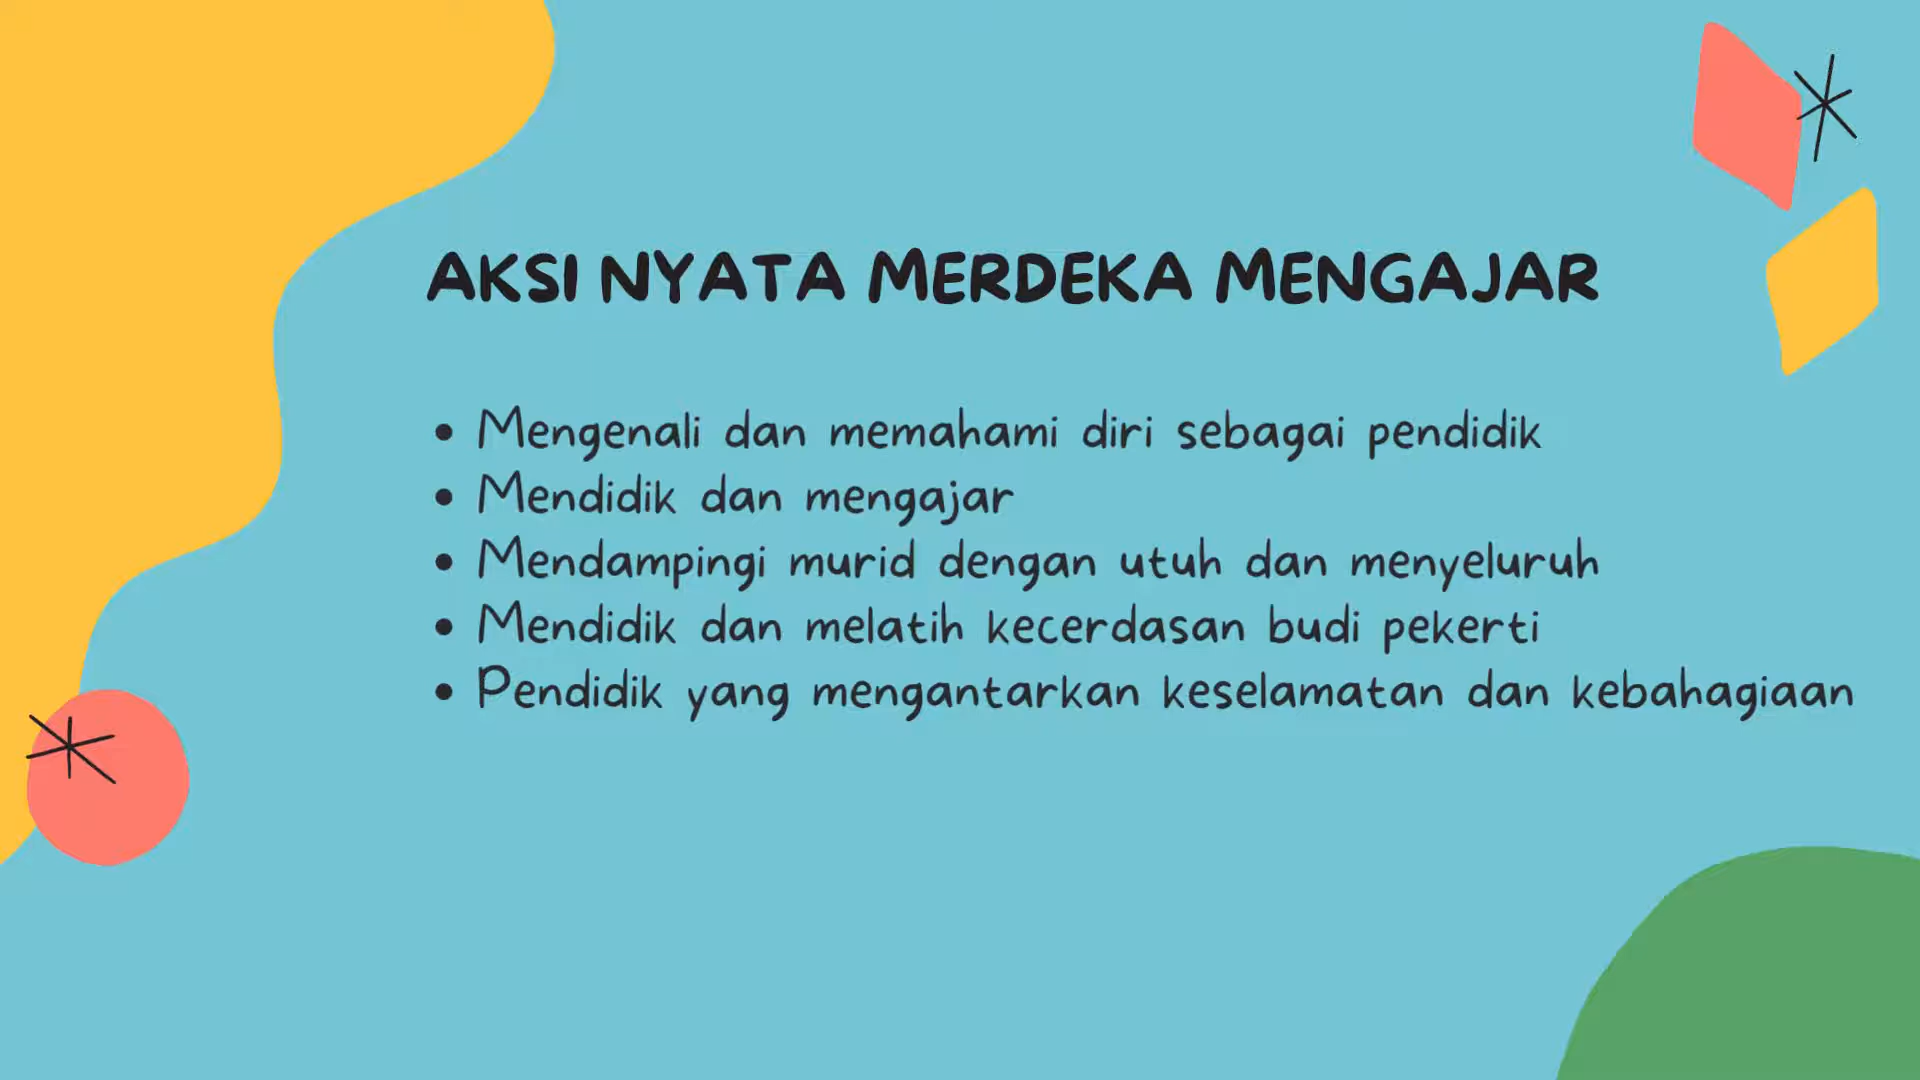 AKSI NYATA MERDEKA MENGAJAR
• Mengenali dan memahami diri sebagai pendidik
• Mendidik dan mengajar
• Mendampingi murid dengan utuh dan menyeluruh
• Mendidik dan melatih kecerdasan budi pekerti
• Pendidik yang mengantarkan keselamatan dan kebahagiaan